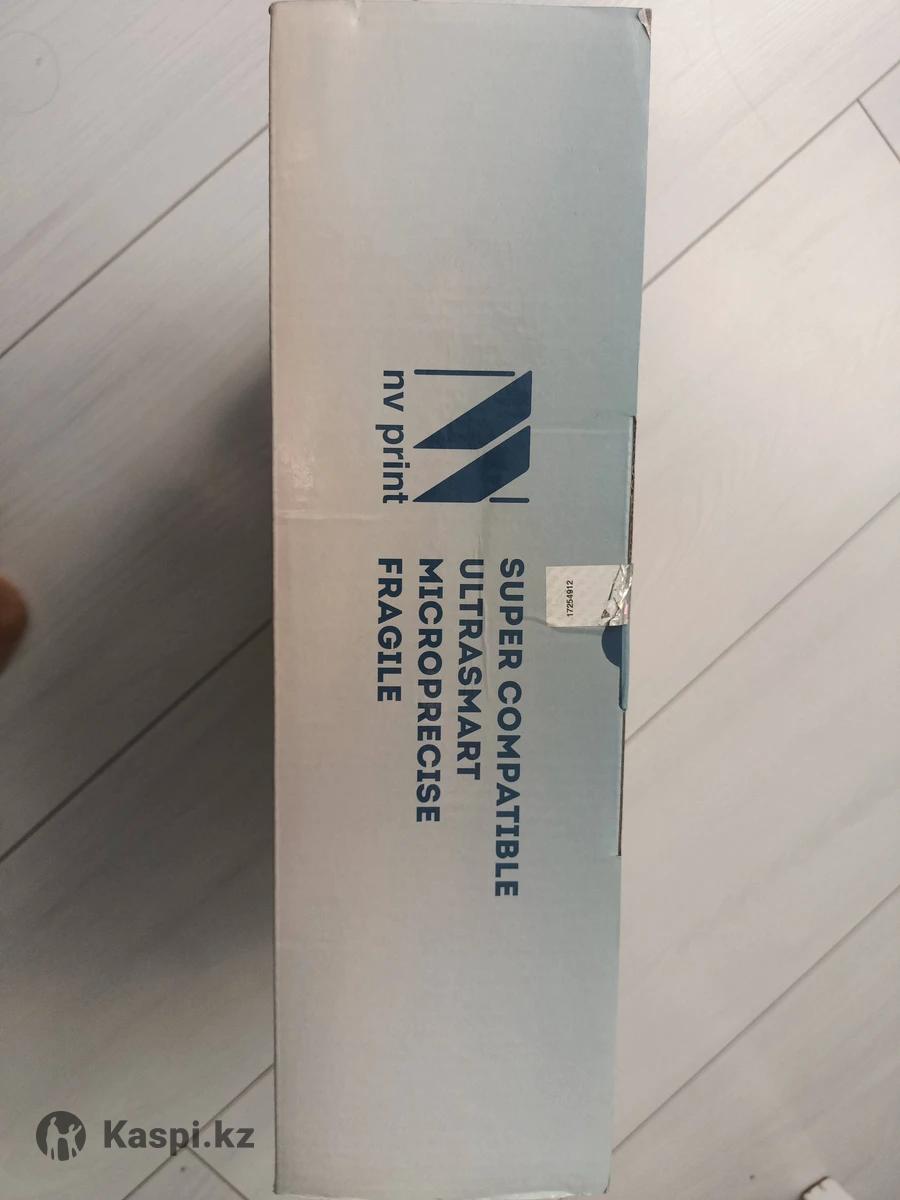 nv print
SUPER COMPATIBLE
ULTRASMART
MICROPRECISE
FRAGILE
17254912
Kaspi.kz